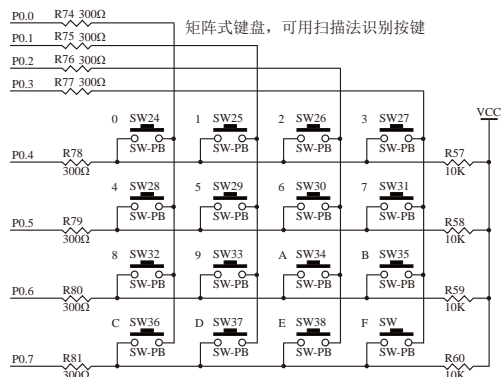 P0.0 R74 300Ω
矩阵式键盘，可用扫描法识别按键
P0.1 R75 300Ω
P0.2 R76 300Ω
P0.3 R77 300Ω
VCC
0 SW24 1 SW25 2 SW26 3 SW27
SW-PB SW-PB SW-PB SW-PB
P0.4 R78 R57
300Ω 10K
4 SW28 5 SW29 6 SW30 7 SW31
SW-PB SW-PB SW-PB SW-PB
P0.5 R79 R58
300Ω 10K
8 SW32 9 SW33 A SW34 B SW35
SW-PB SW-PB SW-PB SW-PB
P0.6 R80 R59
300Ω 10K
C SW36 D SW37 E SW38 F SW
SW-PB SW-PB SW-PB SW-PB
P0.7 R81 R60
300Ω 10K